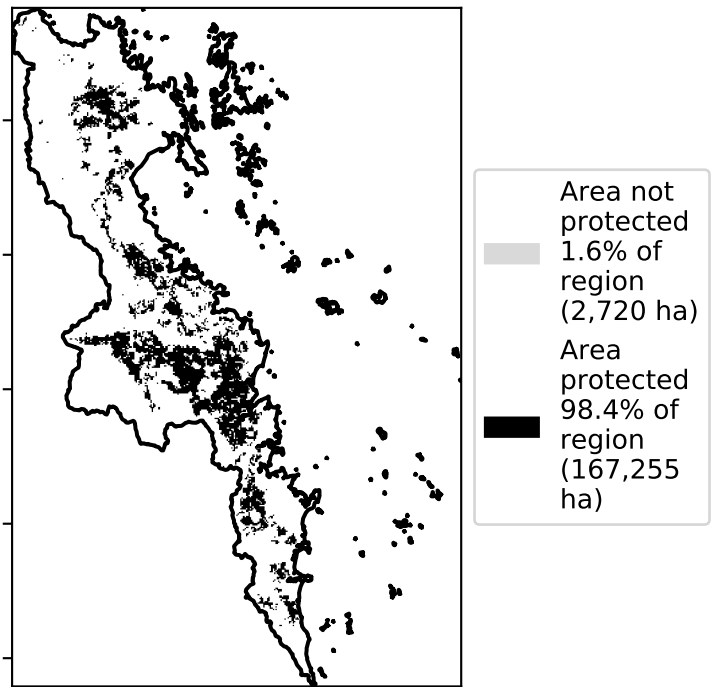 Area not
protected
1.6% of
region
(2,720 ha)
Area
protected
98.4% of
region
(167,255
ha)